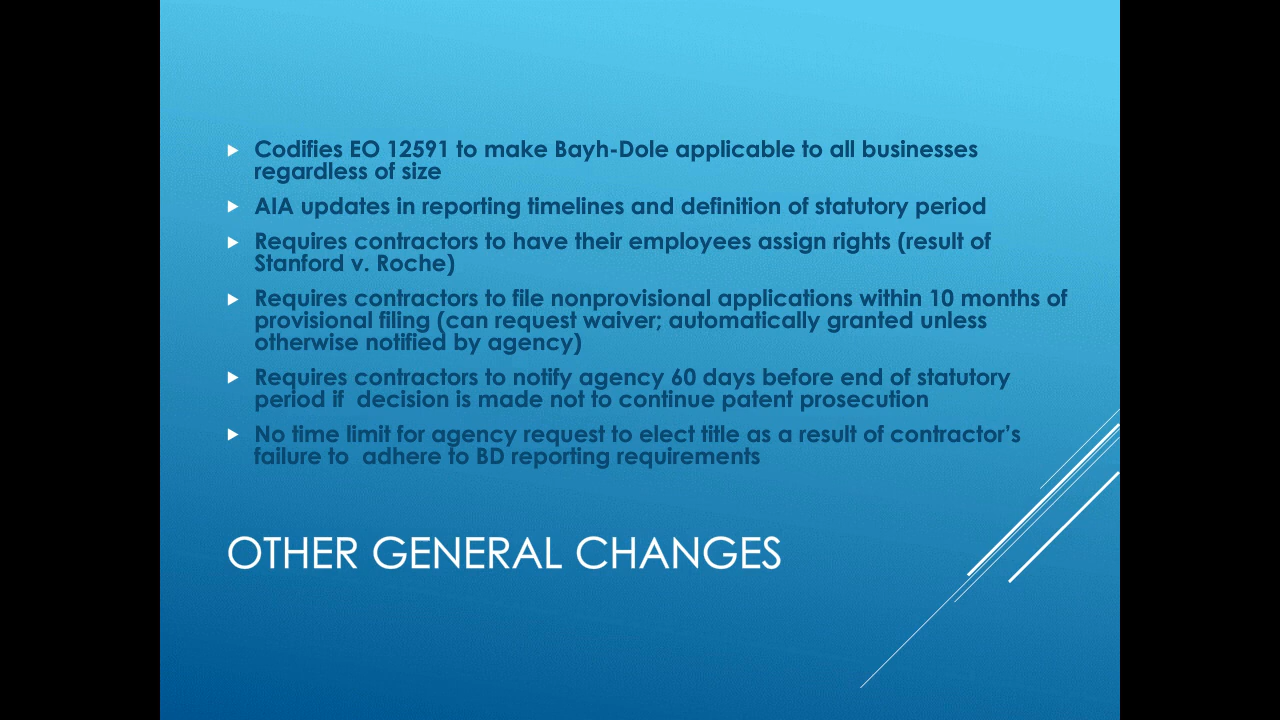 Codifies EO 12591 to make Bayh-Dole applicable to all businesses
regardless of size
AIA updates in reporting timelines and definition of statutory period
Requires contractors to have their employees assign rights (result of
Stanford v. Roche)
Requires contractors to file nonprovisional applications within 10 months of
provisional filing (can request waiver; automatically granted unless
otherwise notified by agency)
Requires contractors to notify agency 60 days before end of statutory
period if  decision is made not to continue patent prosecution
No time limit for agency request to elect title as a result of contractor's
failure to  adhere to BD reporting requirements
OTHER GENERAL CHANGES